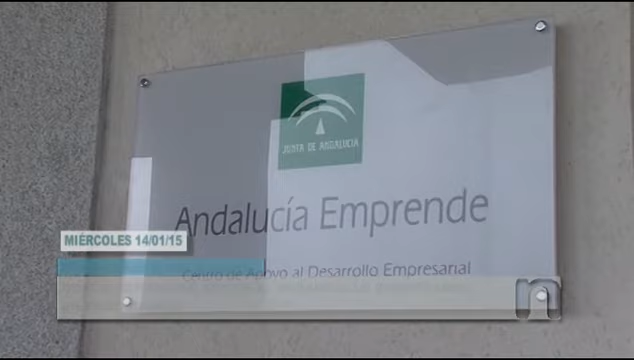 JUNTA DE ANDALUCIA
Andalucía Emprende
MIÉRCOLES 14/01/15
Centro de Apoyo al Desarrollo Empresarial
n